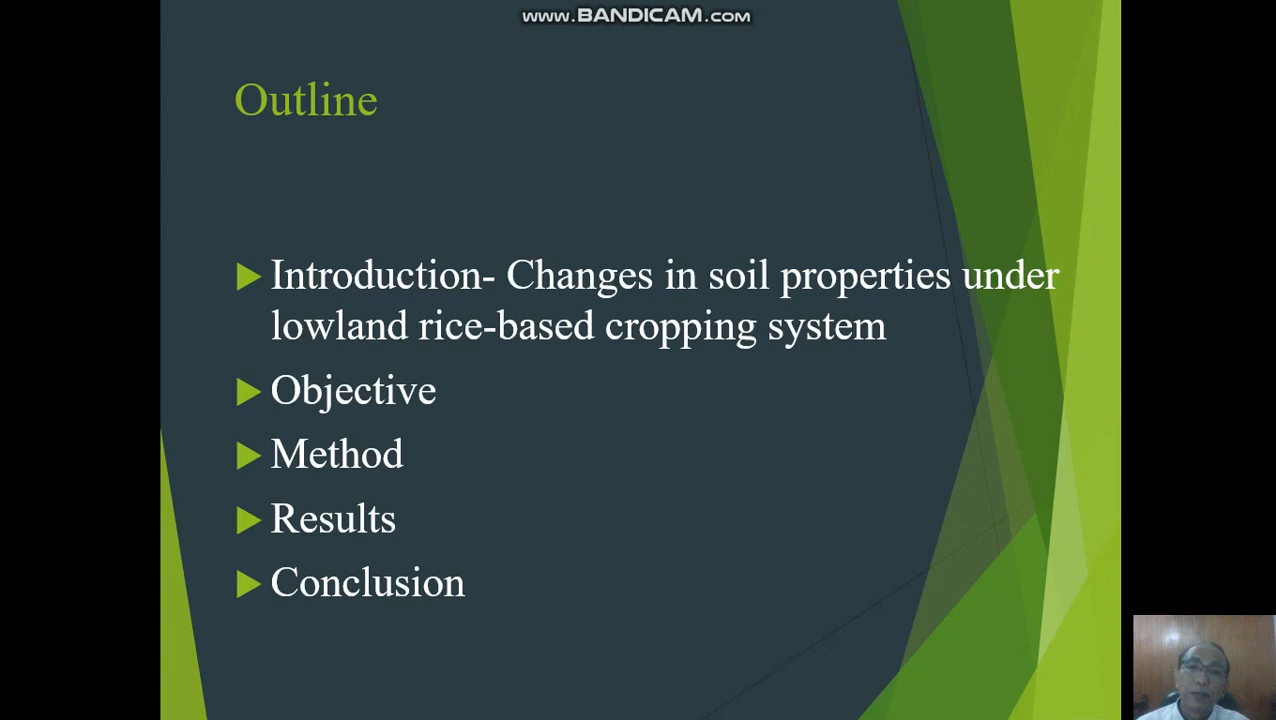 www.BANDICAM.com
Outline
Introduction- Changes in soil properties under
lowland rice-based cropping system
Objective
Method
Results
Conclusion